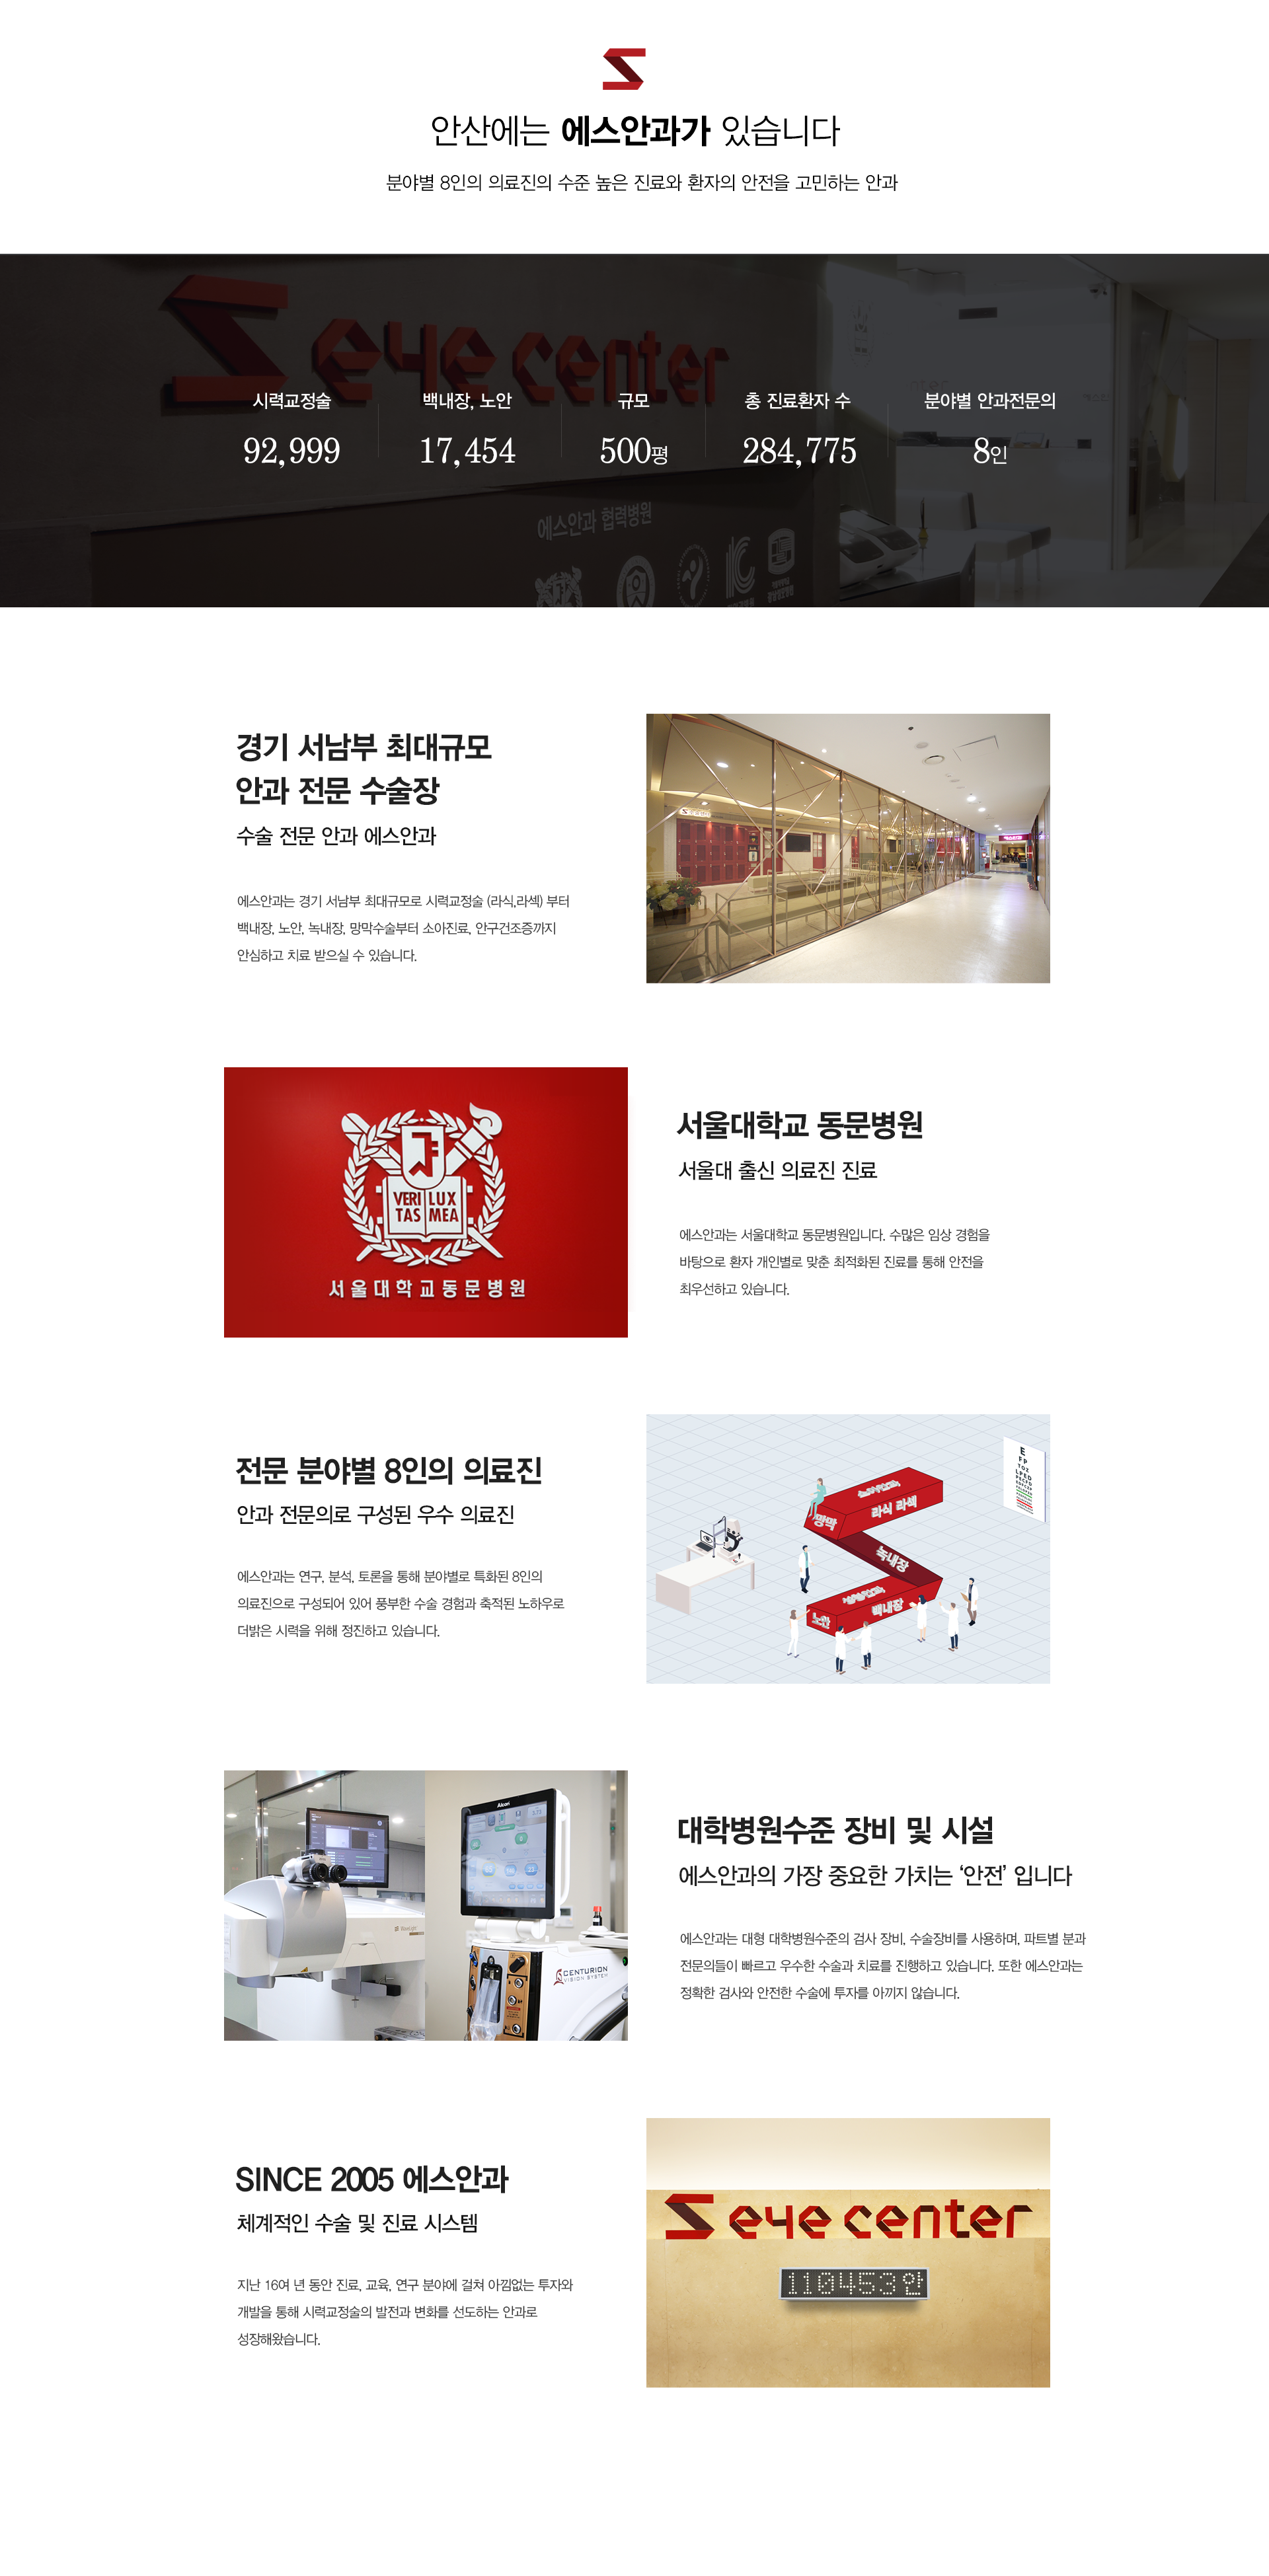 안산에는 에스안과가 있습니다
분야별 8인의 의료진의 수준 높은 진료와 환자의 안전을 고민하는 안과
eye center
시력교정술
92,999
백내장, 노안
17,454
규모
500평
총 진료환자 수
284,775
분야별 안과전문의
8인
에스안과 협력병원
경기 서남부 최대규모
안과 전문 수술장
수술 전문 안과 에스안과
에스안과는 경기 서남부 최대규모로 시력교정술 (라식,라섹) 부터
백내장, 노안, 녹내장, 망막수술부터 소아진료, 안구건조증까지
안심하고 치료 받으실 수 있습니다.
VERI LUX
TAS MEA
서울대학교동문병원
서울대학교 동문병원
서울대 출신 의료진 진료
에스안과는 서울대학교 동문병원입니다. 수많은 임상 경험을
바탕으로 환자 개인별로 맞춘 최적화된 진료를 통해 안전을
최우선하고 있습니다.
전문 분야별 8인의 의료진
안과 전문의로 구성된 우수 의료진
에스안과는 연구, 분석, 토론을 통해 분야별로 특화된 8인의
의료진으로 구성되어 있어 풍부한 수술 경험과 축적된 노하우로
더밝은 시력을 위해 정진하고 있습니다.
E
FP
TOZ
LPED
라식 라섹
망막
녹내장
백내장
노안
Alcon
CENTURION
VISION SYSTEM
대학병원수준 장비 및 시설
에스안과의 가장 중요한 가치는 ‘안전’ 입니다
에스안과는 대형 대학병원수준의 검사 장비, 수술장비를 사용하며, 파트별 분과
전문의들이 빠르고 우수한 수술과 치료를 진행하고 있습니다. 또한 에스안과는
정확한 검사와 안전한 수술에 투자를 아끼지 않습니다.
SINCE 2005 에스안과
체계적인 수술 및 진료 시스템
지난 16여 년 동안 진료, 교육, 연구 분야에 걸쳐 아낌없는 투자와
개발을 통해 시력교정술의 발전과 변화를 선도하는 안과로
성장해왔습니다.
eye center
110453안